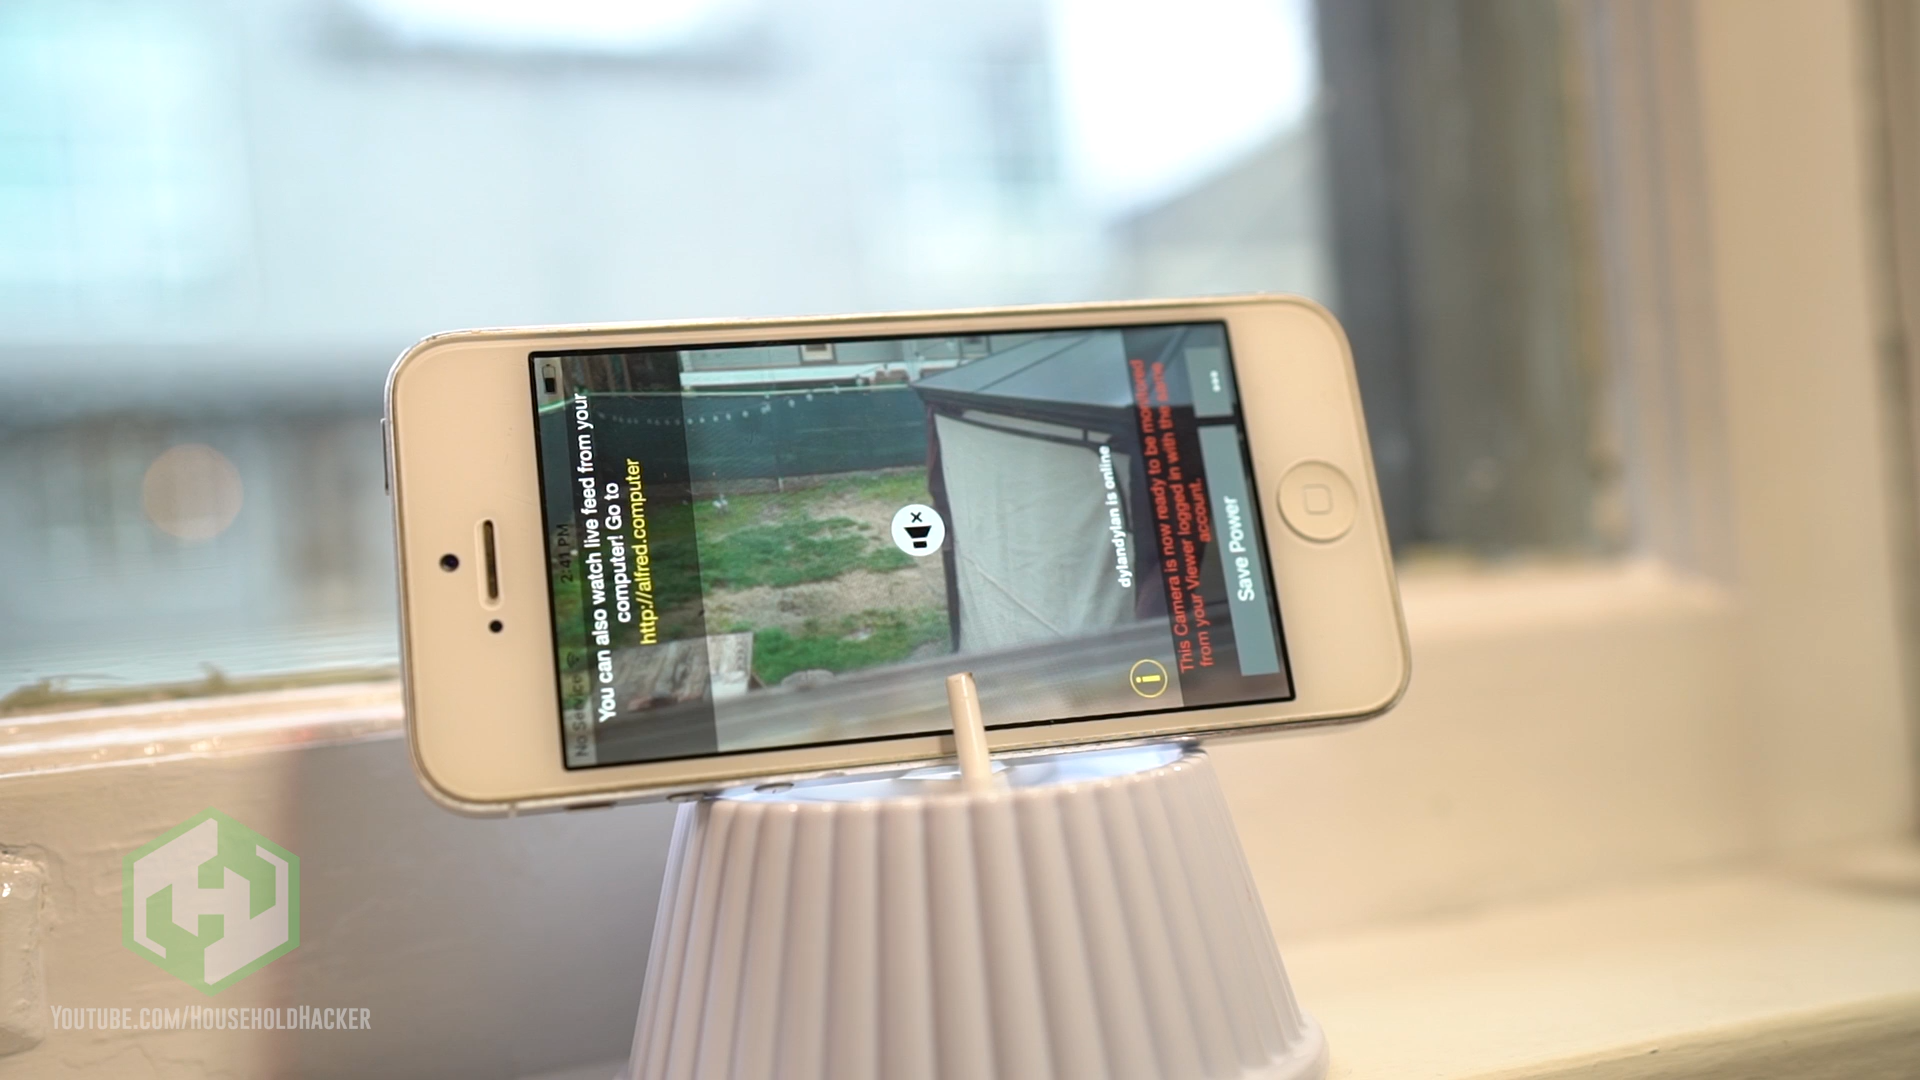 No Service
2:41 PM
You can also watch live feed from your
computer! Go to
http://alfred.computer
dylandylan is online
This Camera is now ready to be monitored
from your Viewer logged in with the same
account.
Save Power
YOUTUBE.COM/HOUSEHOLDHACKER